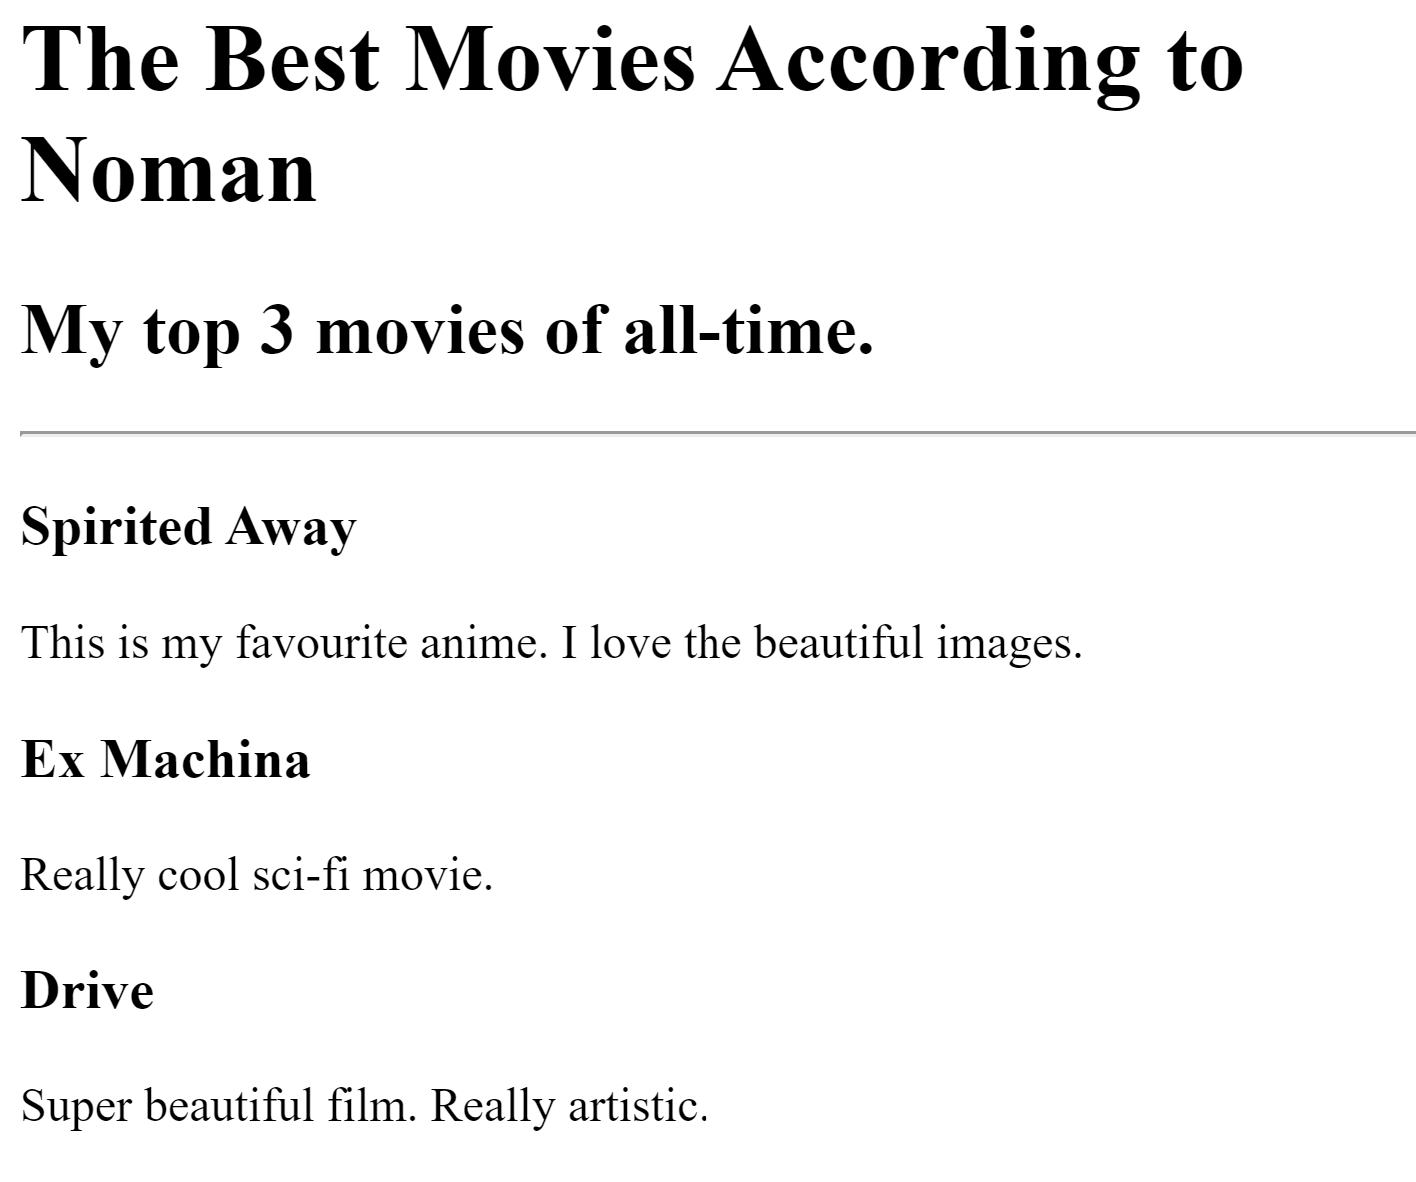 The Best Movies According to
Noman
My top 3 movies of all-time.
Spirited Away
This is my favourite anime. I love the beautiful images.
Ex Machina
Really cool sci-fi movie.
Drive
Super beautiful film. Really artistic.